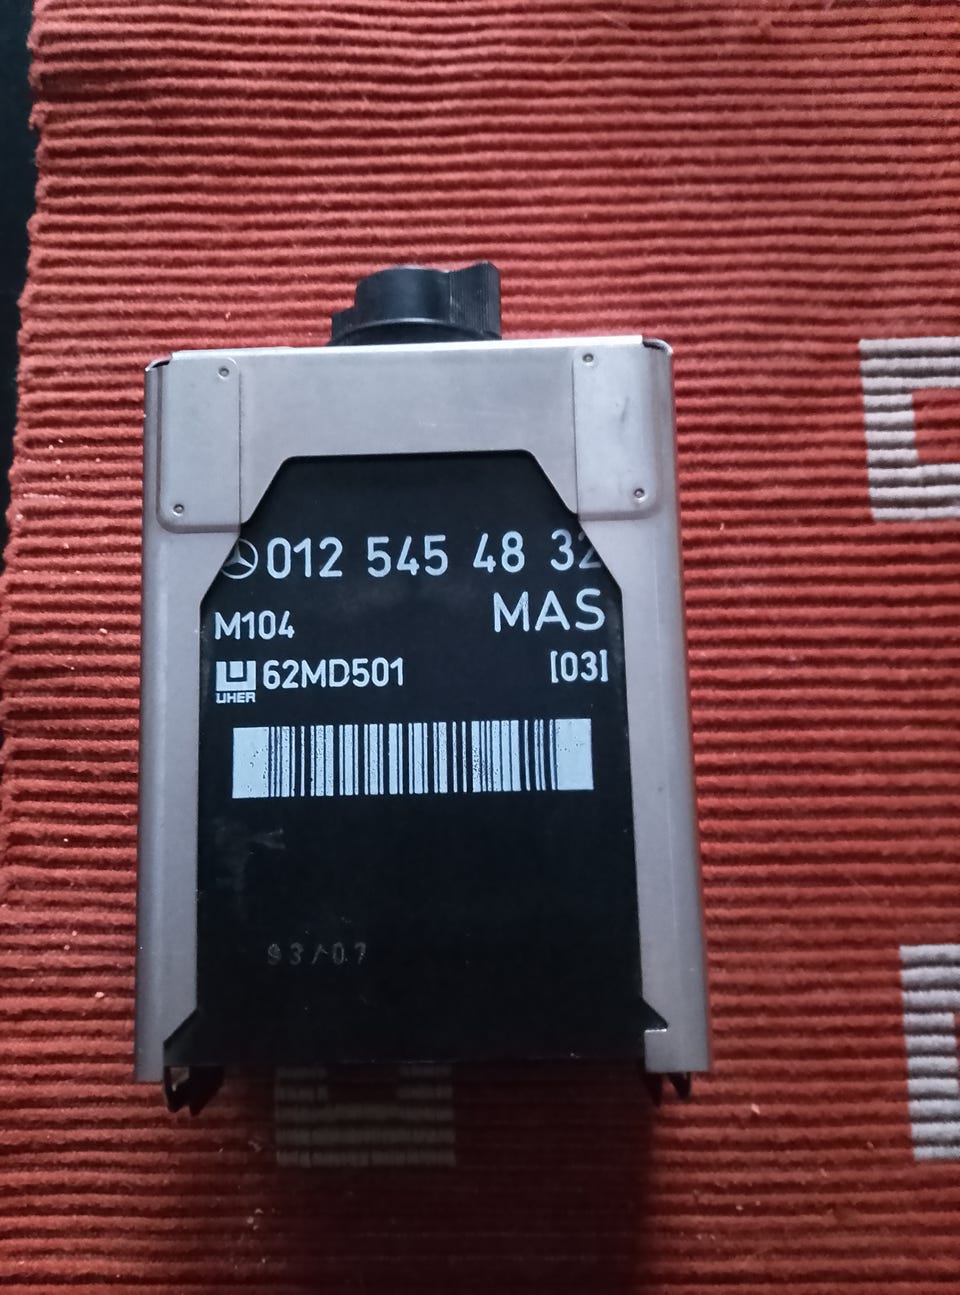 012 545 48 32
M104 MAS
62MD501 [03]
UHER
93/07